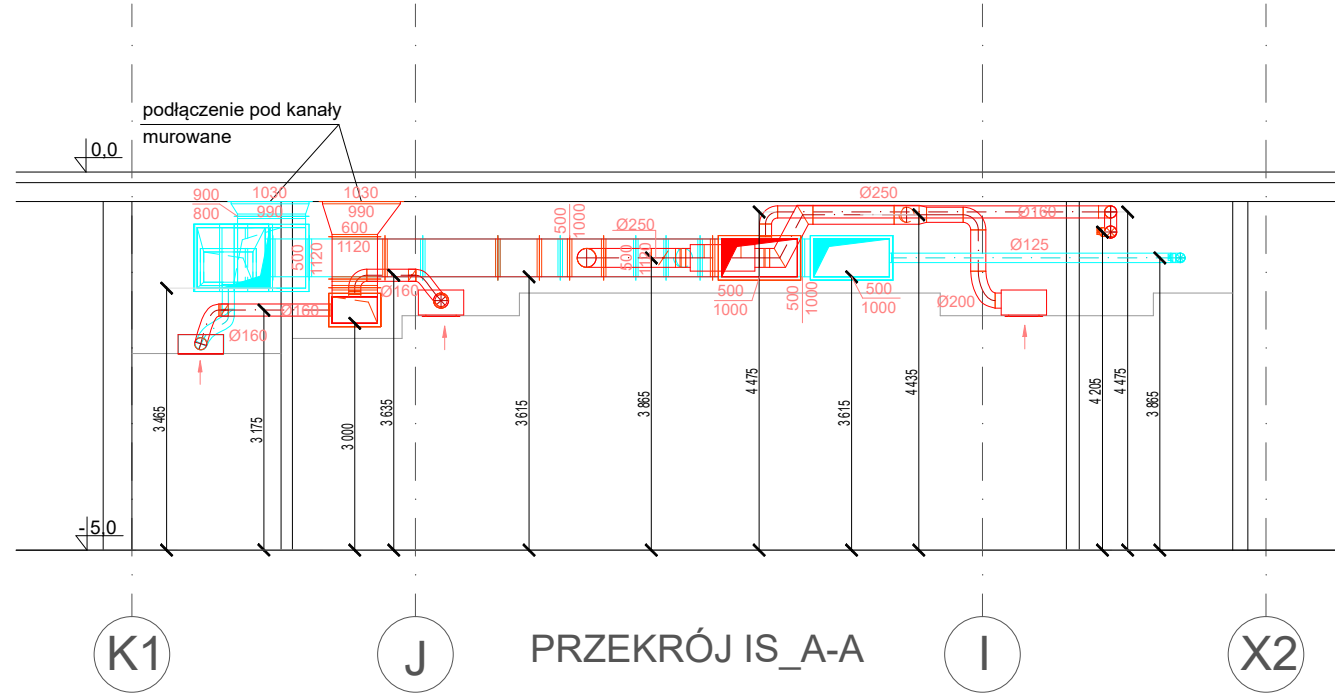 podłączenie pod kanały
murowane
0,0
900
800
1030
990
1030
990
600
1120
500
1120
500
1000
Ø250
500
1120
Ø250
Ø160
Ø125
500
1000
500
1000
500
1000
Ø200
Ø160
Ø160
Ø160
3 465
3 175
3 000
3 635
3 615
3 865
4 475
3 615
4 435
4 205
4 475
3 865
-5,0
K1
J
PRZEKRÓJ IS_A-A
I
X2